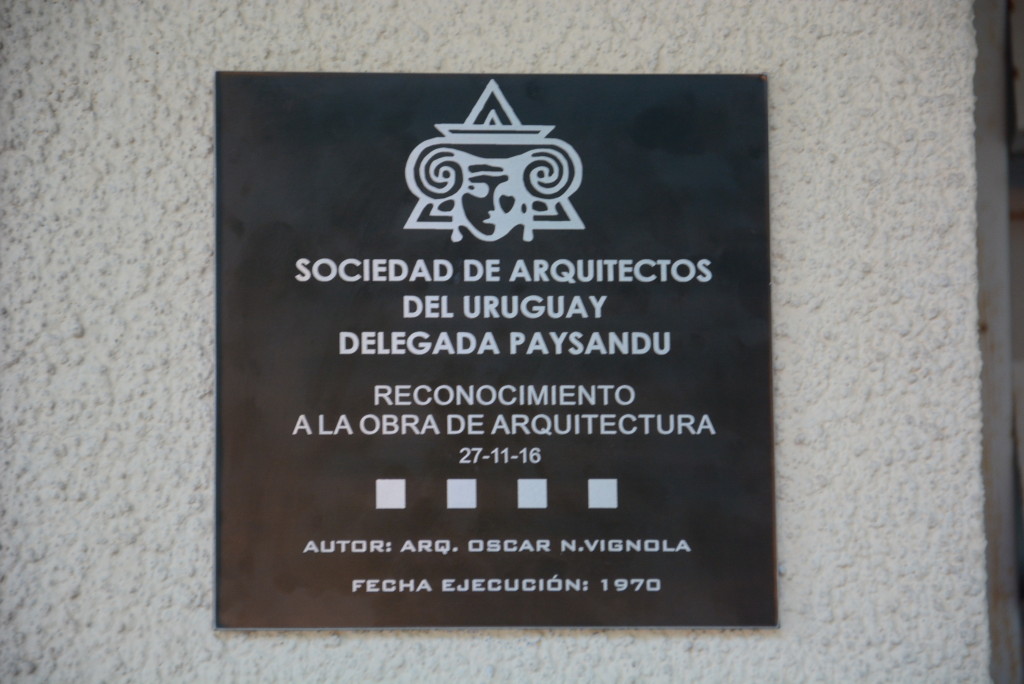 SOCIEDAD DE ARQUITECTOS
DEL URUGUAY
DELEGADA PAYSANDU
RECONOCIMIENTO
A LA OBRA DE ARQUITECTURA
27-11-16
AUTOR: ARQ. OSCAR N.VIGNOLA
FECHA EJECUCIÓN: 1970